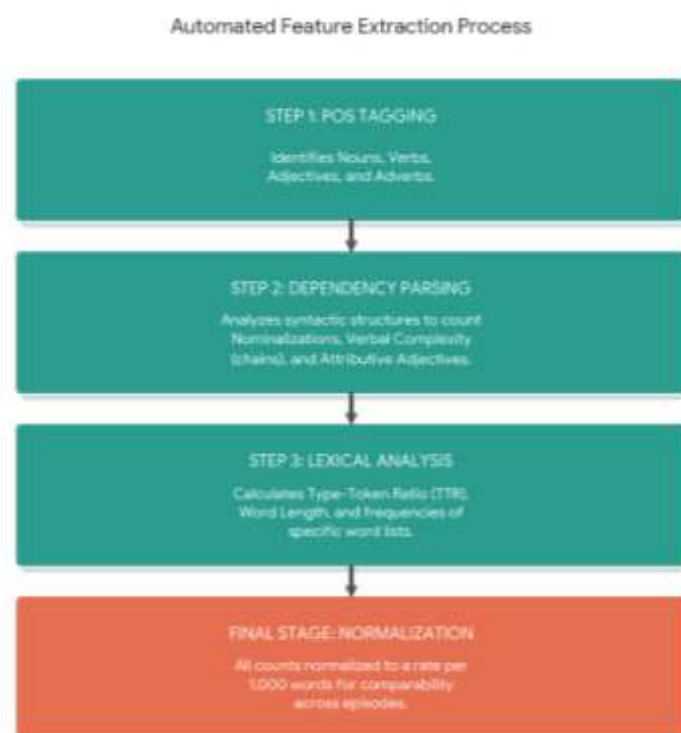 Automated Feature Extraction Process
STEP 1: POS TAGGING
Identifies Nouns, Verbs,
Adjectives, and Adverbs.
STEP 2: DEPENDENCY PARSING
Analyzes syntactic structures to count
Nominalizations, Verbal Complexity
(chains), and Attributive Adjectives.
STEP 3: LEXICAL ANALYSIS
Calculates Type-Token Ratio (TTR),
Word Length, and frequencies of
specific word lists.
FINAL STAGE: NORMALIZATION
All counts normalized to a rate per
1,000 words for comparability
across episodes.